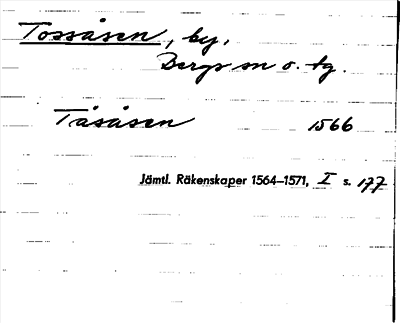 Tossåsen, by,
Bergs sn o. tg.
Tåsåsen 1566
Jämtl. Räkenskaper 1564–1571, I s. 177